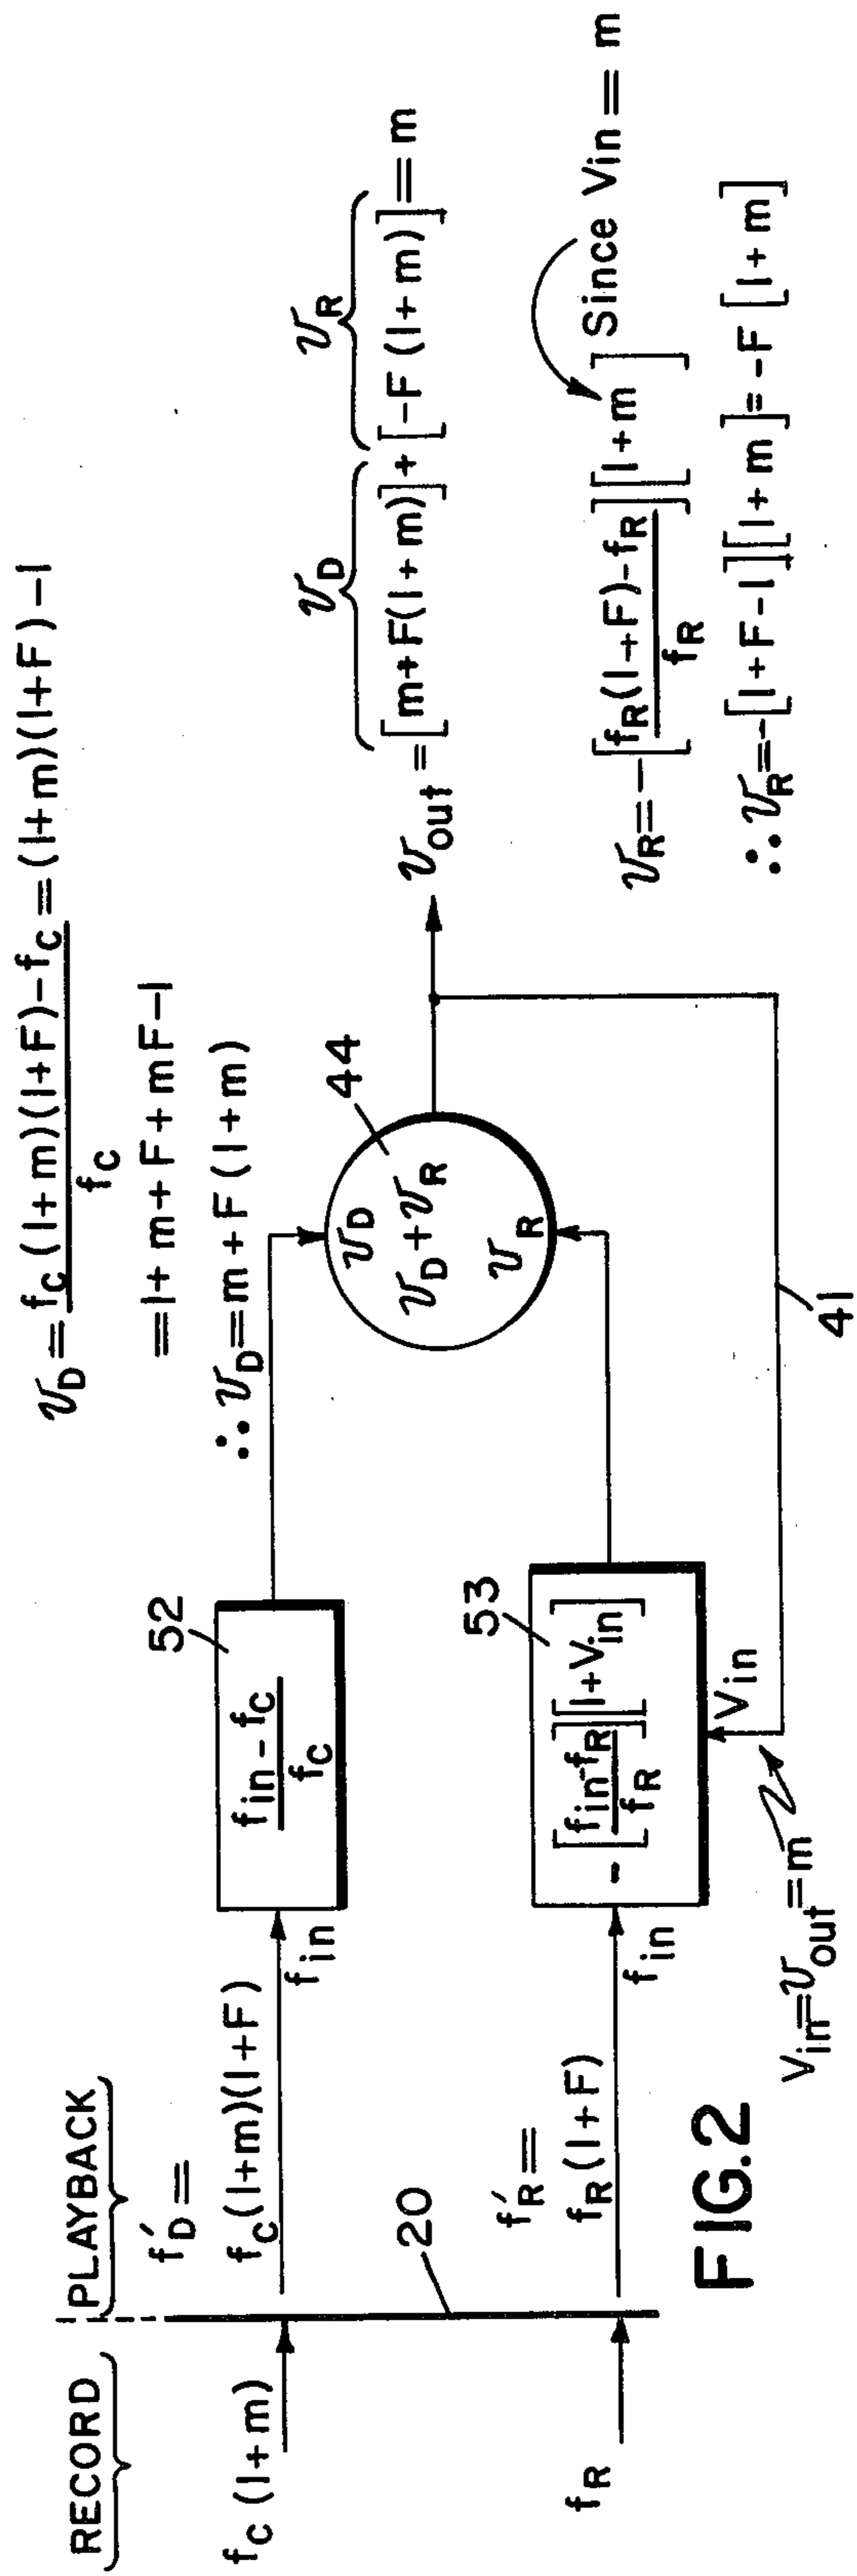 RECORD
PLAYBACK
f_C (1+m)
f'_D =
f_C (1+m)(1+F)
f_in
52
f_in - f_C
f_C
f_R
20
f'_R =
f_R (1+F)
f_in
53
- [f_in - f_R / f_R] [1+V_in]
V_in
V_in = v_out = m
41
44
v_D
v_D + v_R
v_R
v_D = f_C (1+m)(1+F) - f_C / f_C = (1+m)(1+F) - 1
= 1 + m + F + mF - 1
∴ v_D = m + F (1+m)
v_D
v_R
v_out = [m + F(1+m)] + [-F (1+m)] = m
v_R = - [f_R (1+F) - f_R / f_R] [1+m] Since V_in = m
∴ v_R = - [1+F-1] [1+m] = -F [1+m]
FIG.2